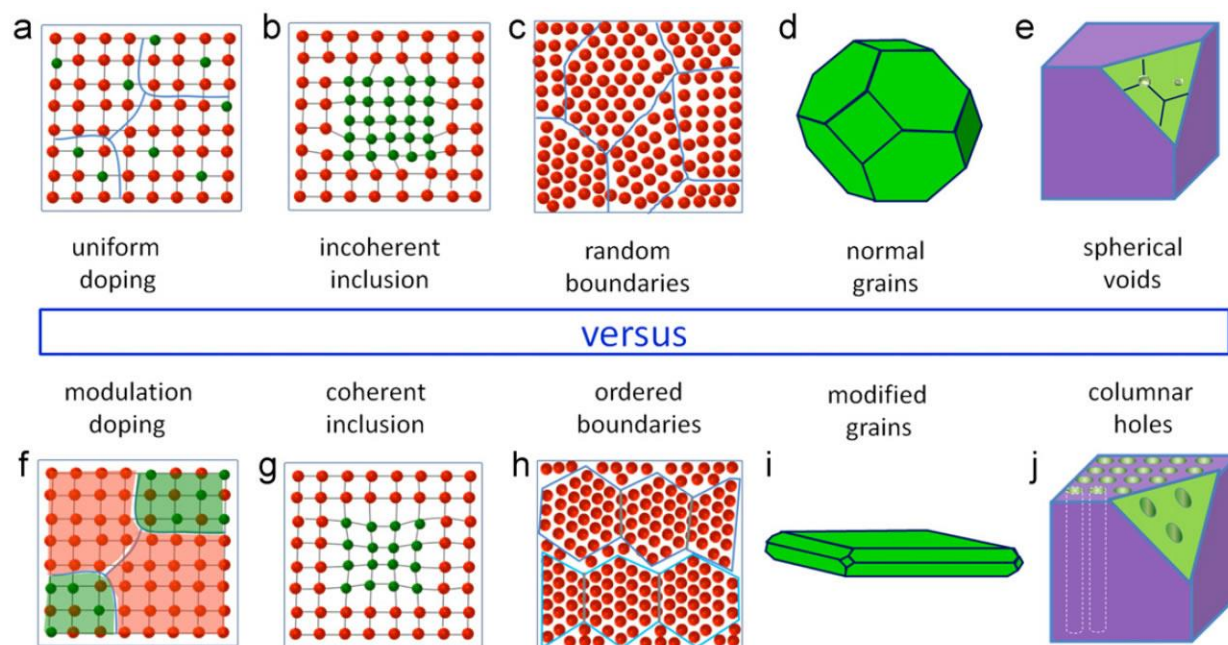 a
b
c
d
e
uniform
doping
incoherent
inclusion
random
boundaries
normal
grains
spherical
voids
versus
modulation
doping
coherent
inclusion
ordered
boundaries
modified
grains
columnar
holes
f
g
h
i
j